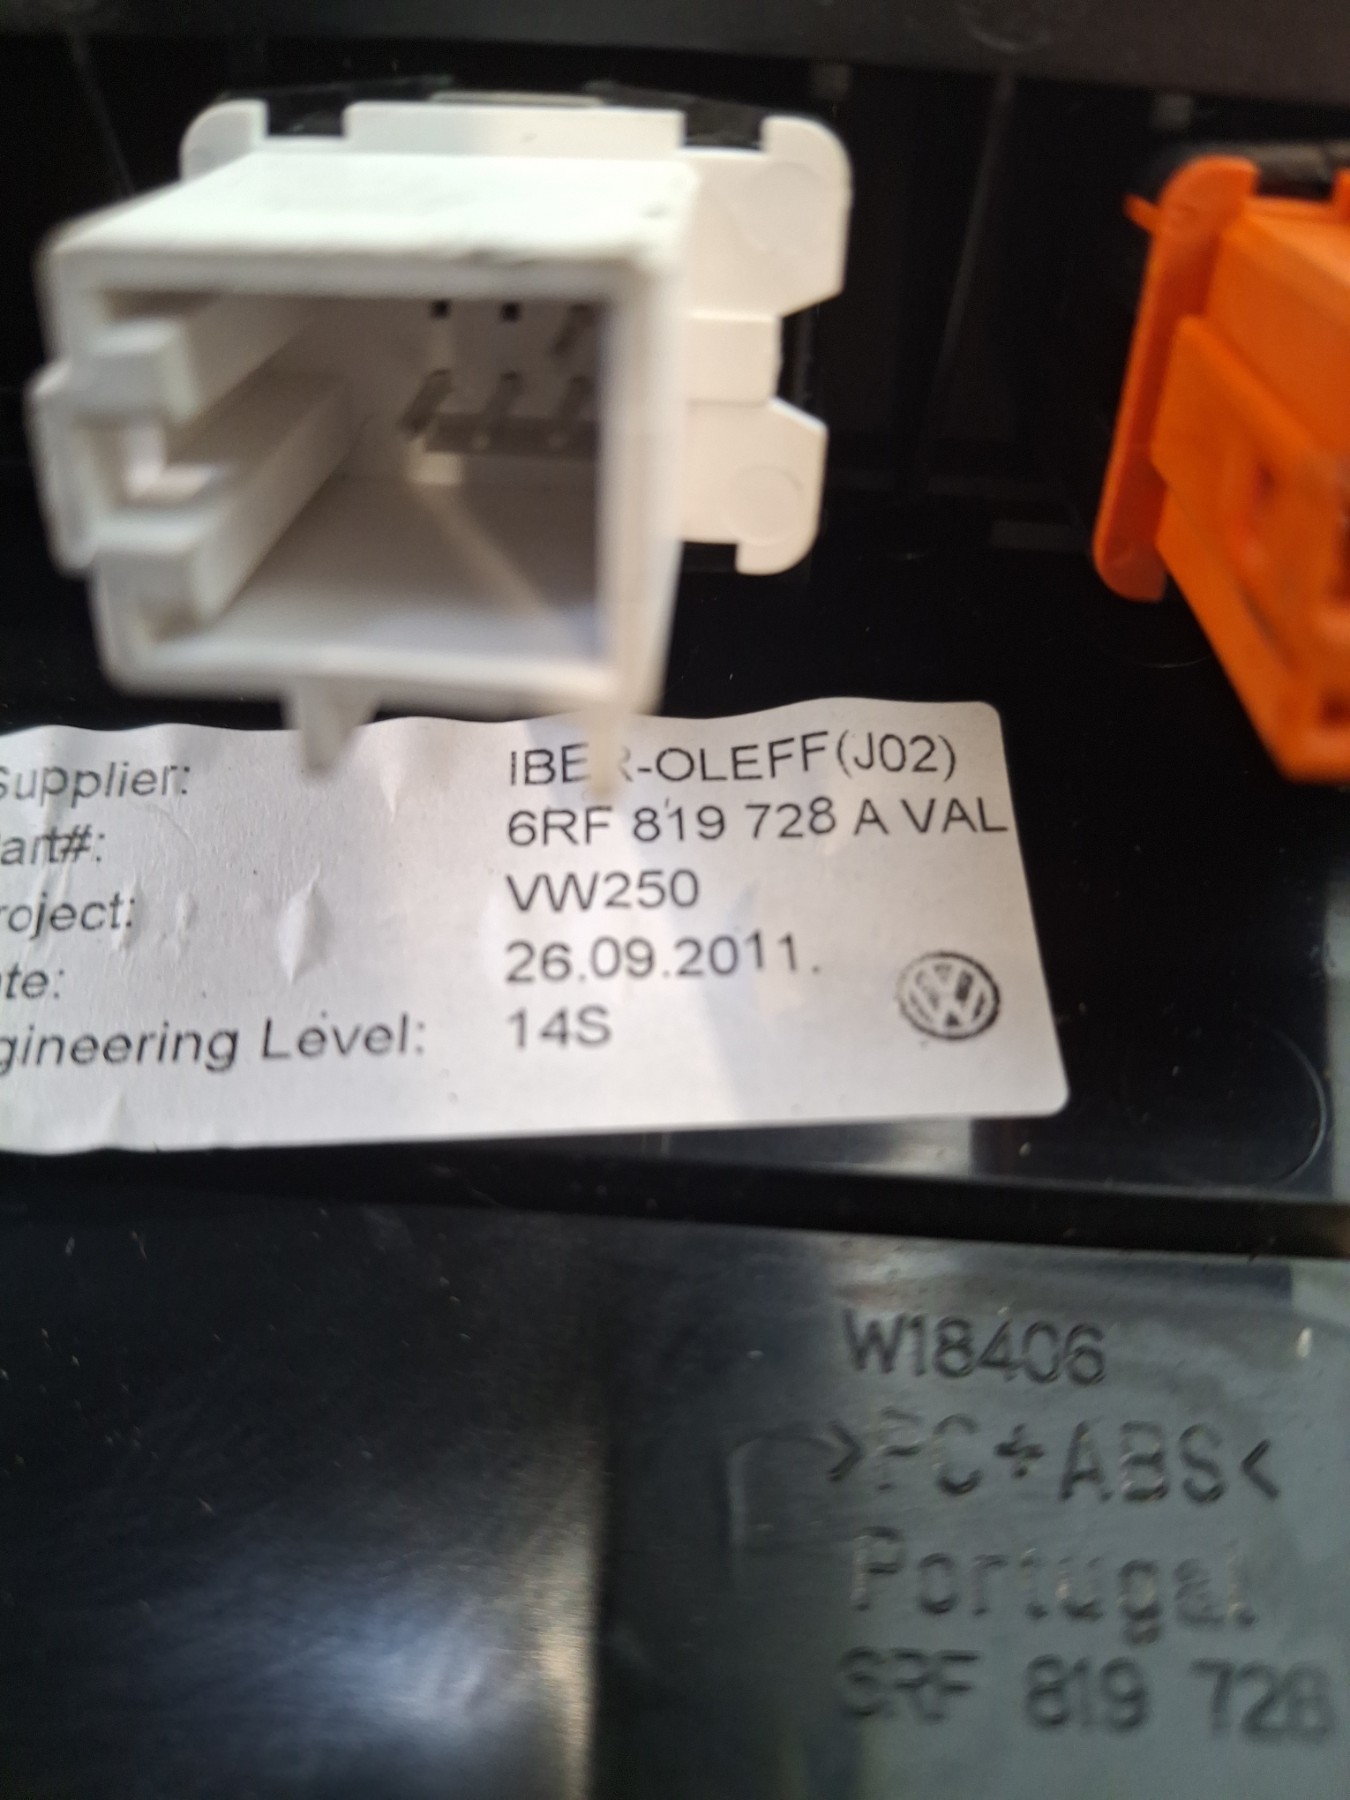 Supplier: IBER-OLEFF(J02)
art#: 6RF 819 728 A VAL
roject: VW250
te: 26.09.2011.
gineering Level: 14S
W18406
>PC+ABS<
Portugal
6RF 819 728